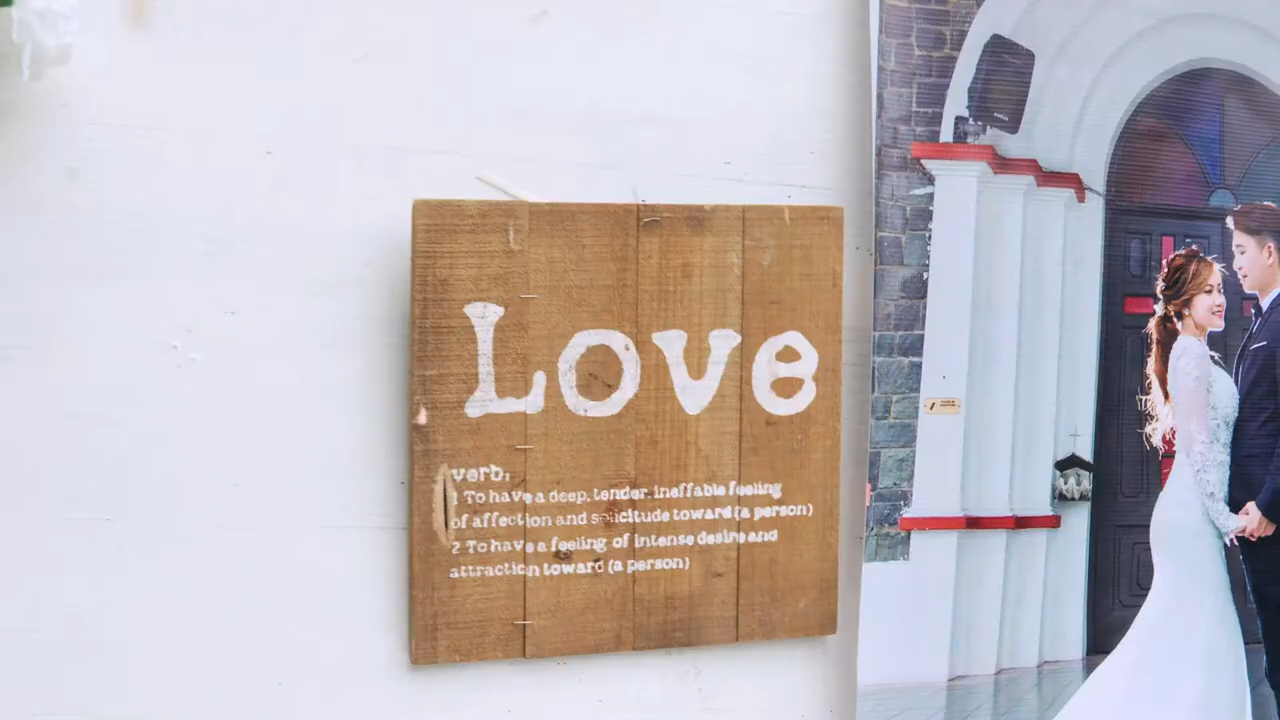 Love
verb:
1 To have a deep, tender, ineffable feeling
of affection and solicitude toward (a person)
2 To have a feeling of intense desire and
attraction toward (a person)